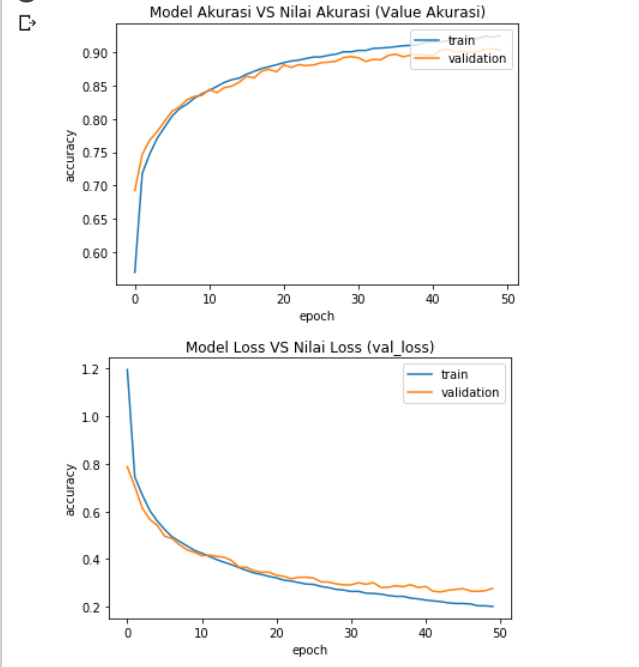 Model Akurasi VS Nilai Akurasi (Value Akurasi)
train
validation
accuracy
0.90
0.85
0.80
0.75
0.70
0.65
0.60
0 10 20 30 40 50
epoch
Model Loss VS Nilai Loss (val_loss)
train
validation
accuracy
1.2
1.0
0.8
0.6
0.4
0.2
0 10 20 30 40 50
epoch